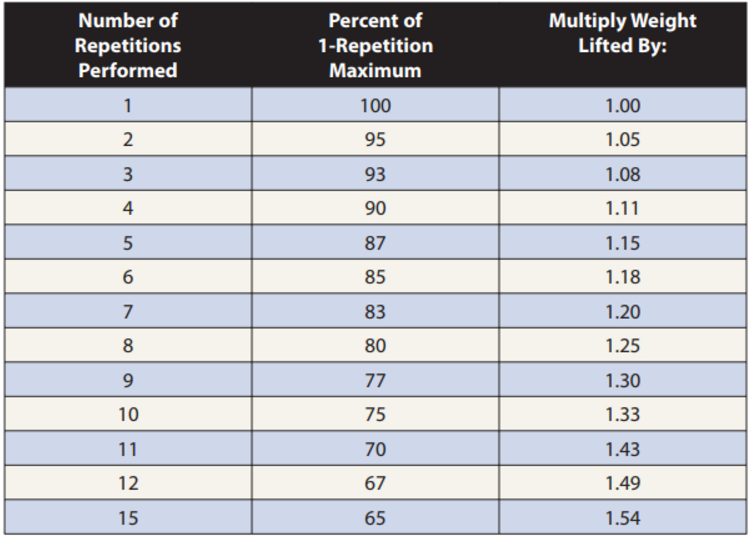 Number of Repetitions Performed Percent of 1-Repetition Maximum Multiply Weight Lifted By:
1 100 1.00
2 95 1.05
3 93 1.08
4 90 1.11
5 87 1.15
6 85 1.18
7 83 1.20
8 80 1.25
9 77 1.30
10 75 1.33
11 70 1.43
12 67 1.49
15 65 1.54